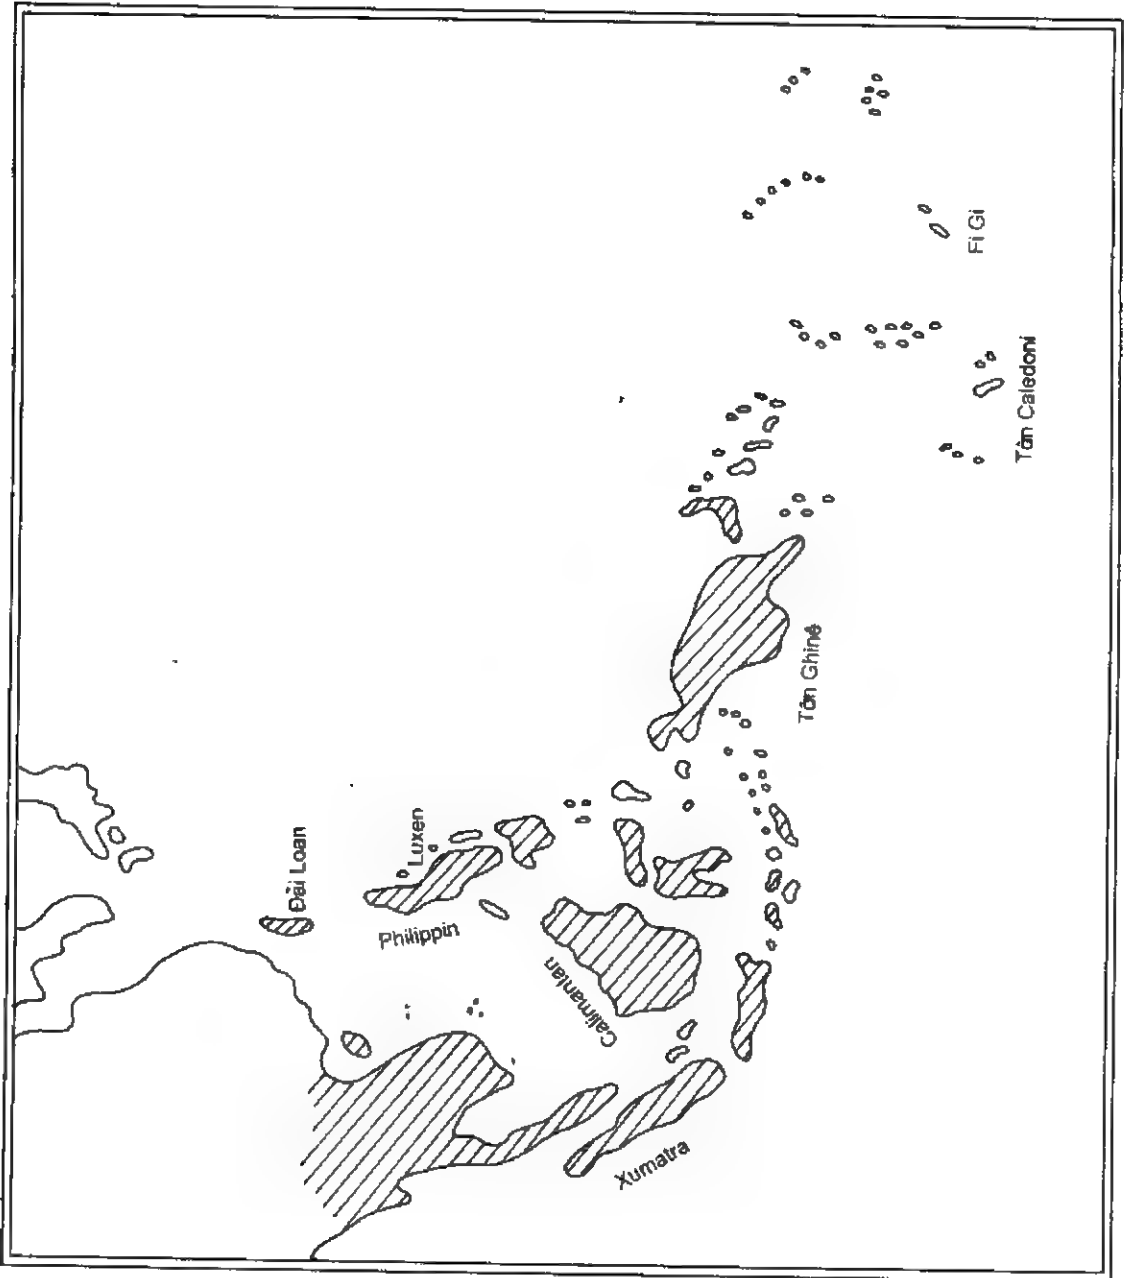 Đài Loan
Luxen
Philippin
Calimantan
Xumatra
Tân Ghinê
Tân Caledoni
Fi Gi